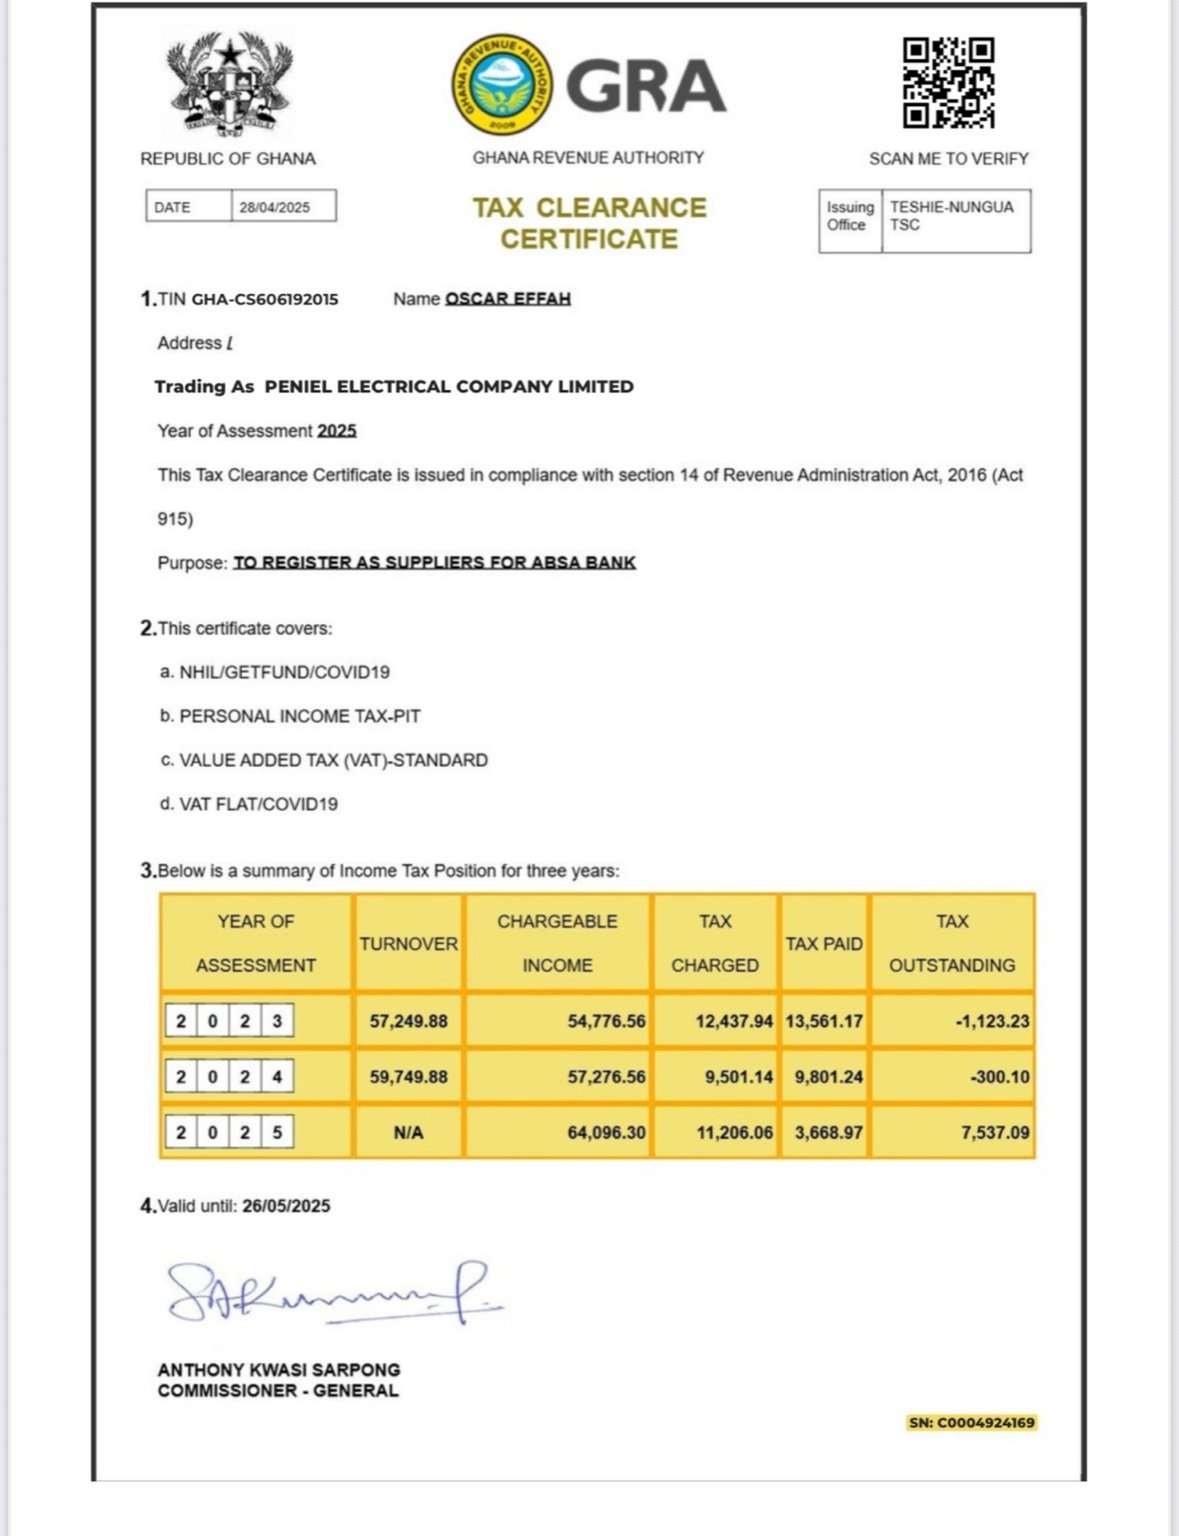 GHANA·REVENUE·AUTHORITY
2009
GRA
REPUBLIC OF GHANA
GHANA REVENUE AUTHORITY
SCAN ME TO VERIFY
DATE 28/04/2025
TAX CLEARANCE
CERTIFICATE
Issuing Office TESHIE-NUNGUA TSC
1.TIN GHA-CS606192015 Name OSCAR EFFAH
Address /
Trading As PENIEL ELECTRICAL COMPANY LIMITED
Year of Assessment 2025
This Tax Clearance Certificate is issued in compliance with section 14 of Revenue Administration Act, 2016 (Act
915)
Purpose: TO REGISTER AS SUPPLIERS FOR ABSA BANK
2.This certificate covers:
a. NHIL/GETFUND/COVID19
b. PERSONAL INCOME TAX-PIT
c. VALUE ADDED TAX (VAT)-STANDARD
d. VAT FLAT/COVID19
3.Below is a summary of Income Tax Position for three years:
YEAR OF ASSESSMENT TURNOVER CHARGEABLE INCOME TAX CHARGED TAX PAID TAX OUTSTANDING
2 0 2 3 57,249.88 54,776.56 12,437.94 13,561.17 -1,123.23
2 0 2 4 59,749.88 57,276.56 9,501.14 9,801.24 -300.10
2 0 2 5 N/A 64,096.30 11,206.06 3,668.97 7,537.09
4.Valid until: 26/05/2025
ANTHONY KWASI SARPONG
COMMISSIONER - GENERAL
SN: C0004924169